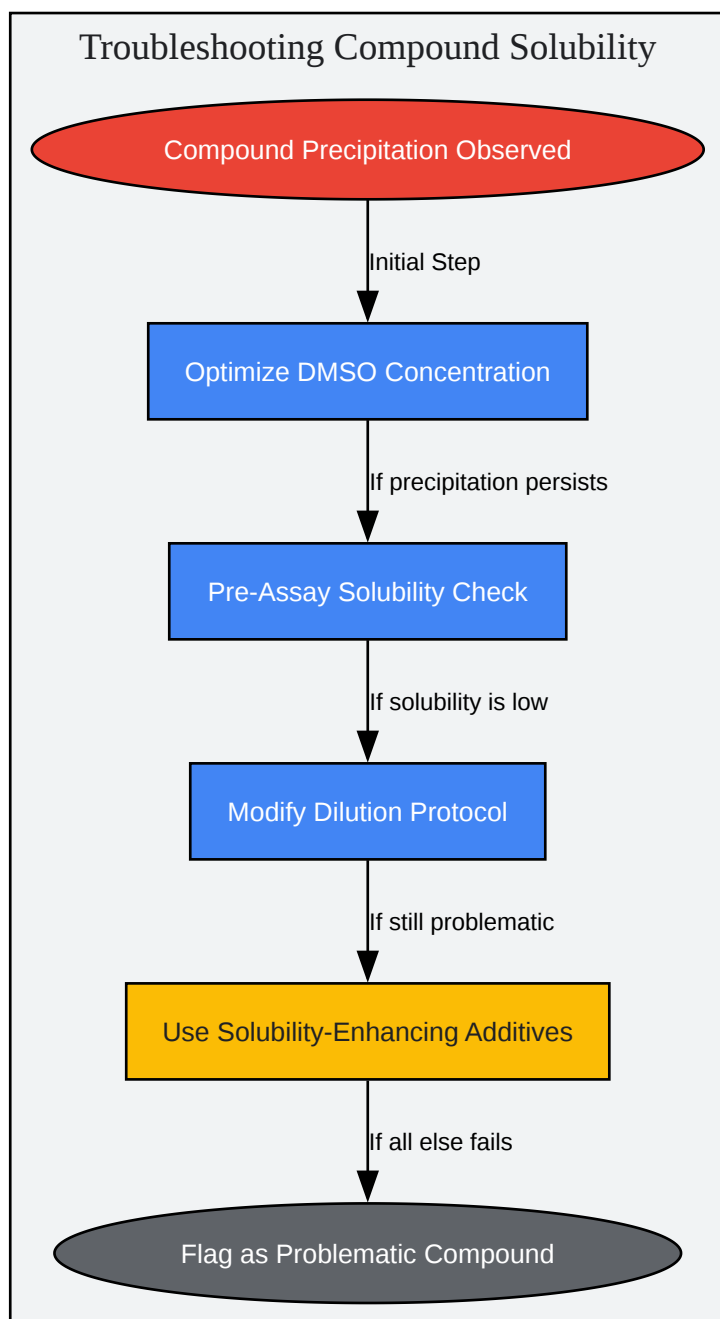 Troubleshooting Compound Solubility
Compound Precipitation Observed
Initial Step
Optimize DMSO Concentration
If precipitation persists
Pre-Assay Solubility Check
If solubility is low
Modify Dilution Protocol
If still problematic
Use Solubility-Enhancing Additives
If all else fails
Flag as Problematic Compound